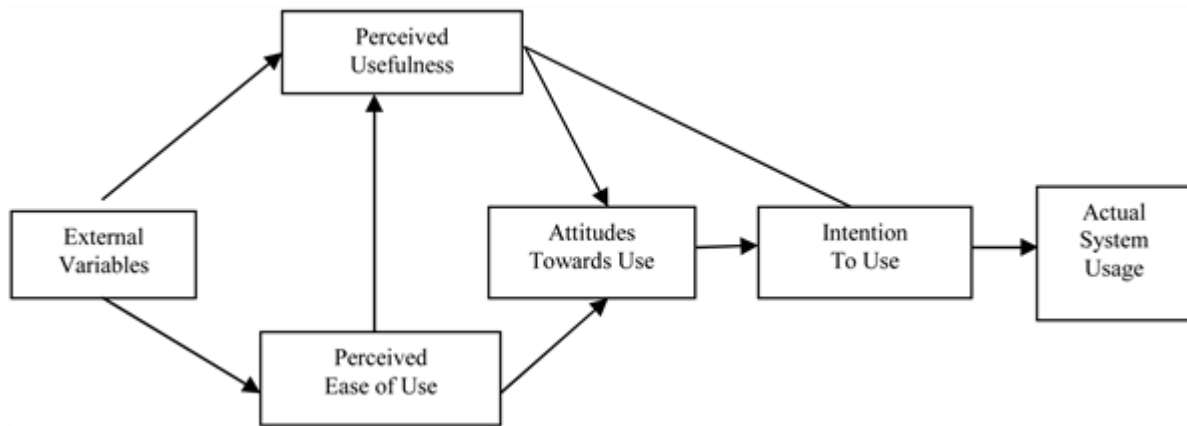 Perceived
Usefulness
External
Variables
Attitudes
Towards Use
Intention
To Use
Actual
System
Usage
Perceived
Ease of Use